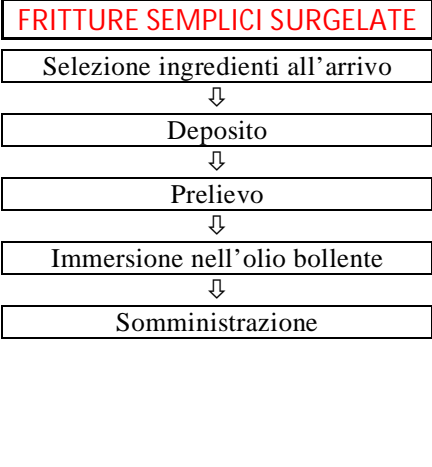 FRITTURE SEMPLICI SURGELATE
Selezione ingredienti all'arrivo
⇩
Deposito
⇩
Prelievo
⇩
Immersione nell'olio bollente
⇩
Somministrazione